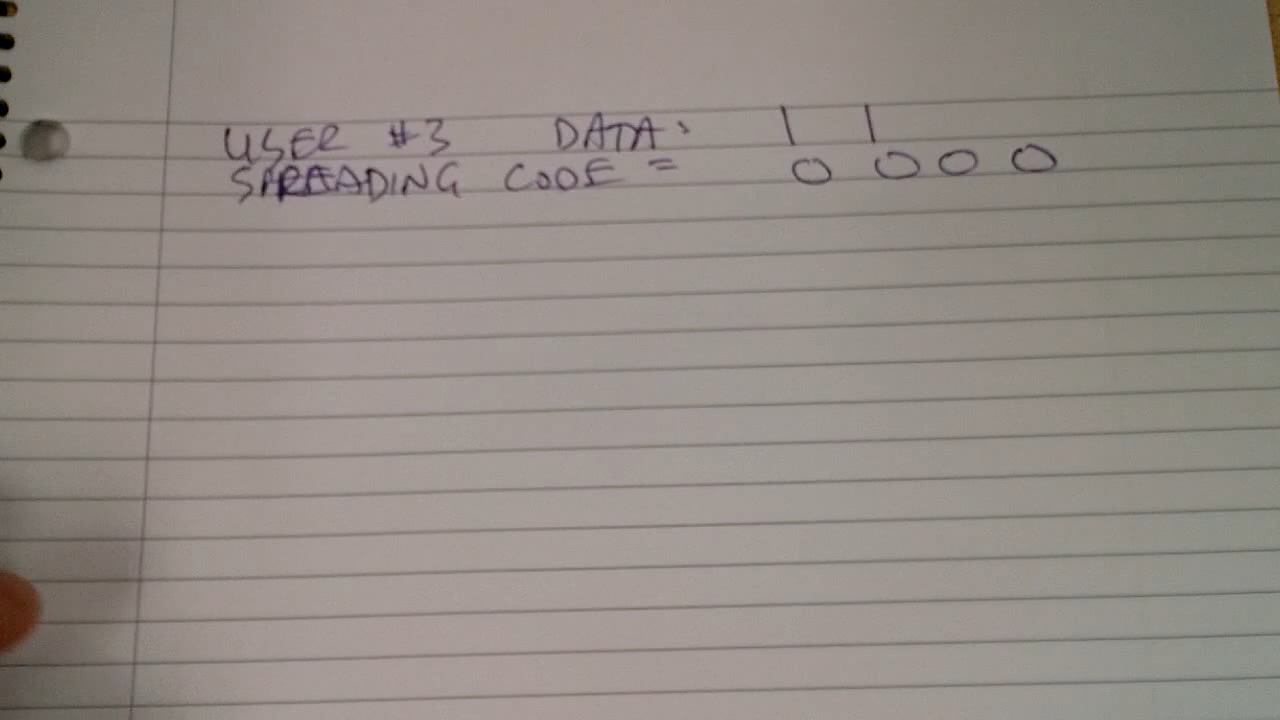 USER #3 DATA: 1 1
SPREADING CODE = 0 0 0 0